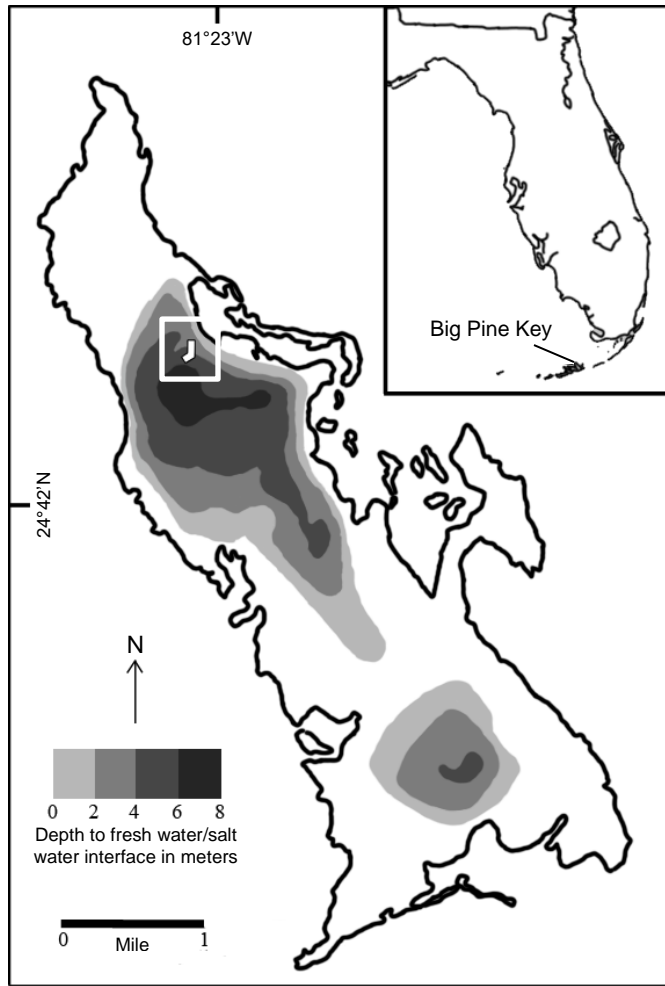 81°23'W
Big Pine Key
24°42'N
N
0 2 4 6 8
Depth to fresh water/salt
water interface in meters
0 Mile 1